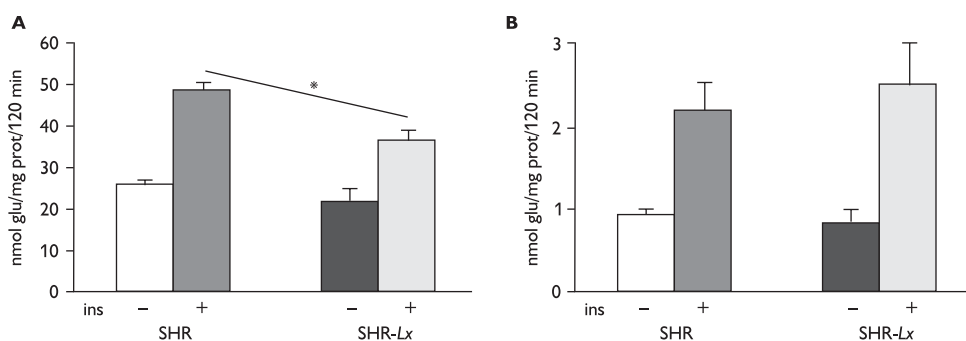 A
nmol glu/mg prot/120 min
60
50
40
30
20
10
0
*
ins − + − +
SHR SHR-Lx
B
nmol glu/mg prot/120 min
3
2
1
0
ins − + − +
SHR SHR-Lx